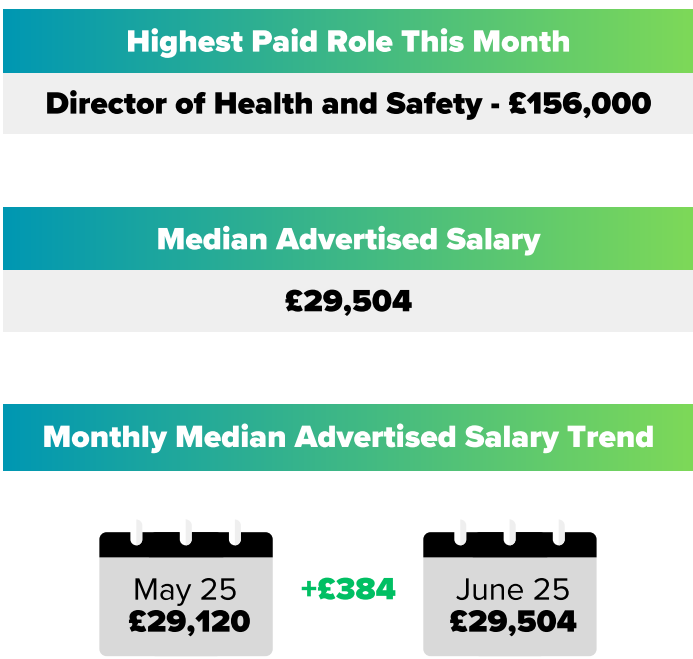 Highest Paid Role This Month
Director of Health and Safety - £156,000
Median Advertised Salary
£29,504
Monthly Median Advertised Salary Trend
May 25
£29,120
+£384
June 25
£29,504